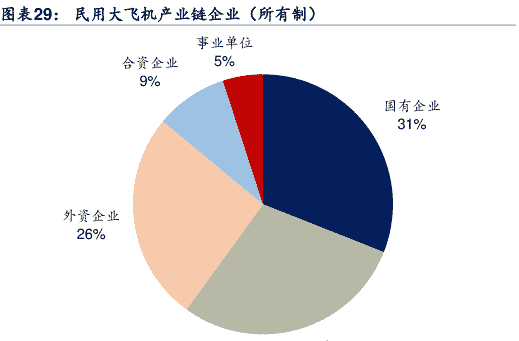 图表29： 民用大飞机产业链企业（所有制）
事业单位
5%
合资企业
9%
国有企业
31%
外资企业
26%